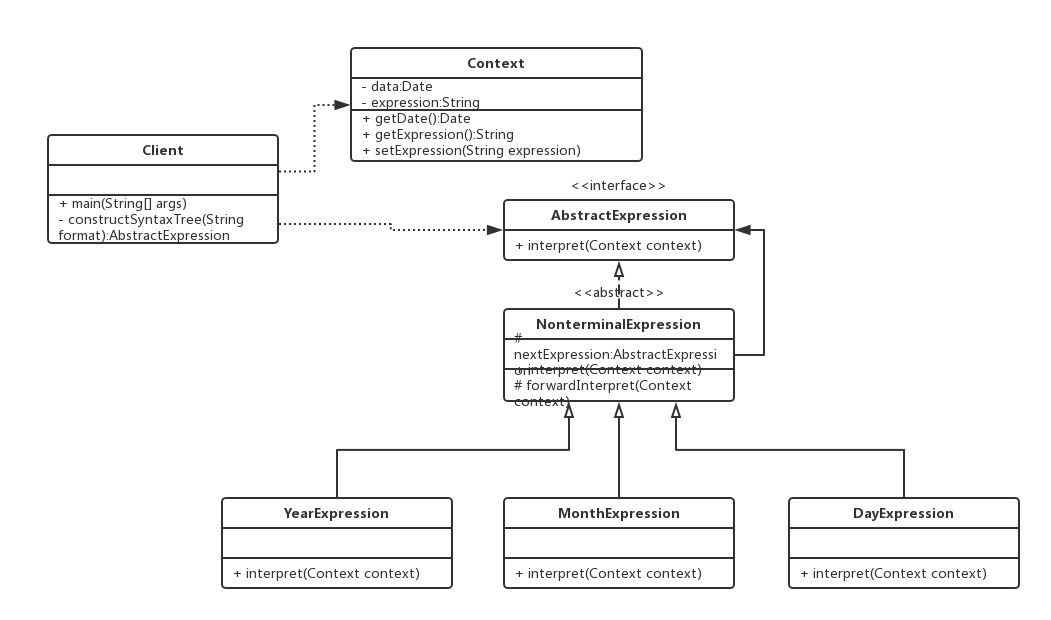 Context
- data:Date
- expression:String
+ getDate():Date
+ getExpression():String
+ setExpression(String expression)
Client
+ main(String[] args)
- constructSyntaxTree(String
format):AbstractExpression
<<interface>>
AbstractExpression
+ interpret(Context context)
<<abstract>>
NonterminalExpression
#
nextExpression:AbstractExpressi
on
+ interpret(Context context)
# forwardInterpret(Context
context)
YearExpression
+ interpret(Context context)
MonthExpression
+ interpret(Context context)
DayExpression
+ interpret(Context context)